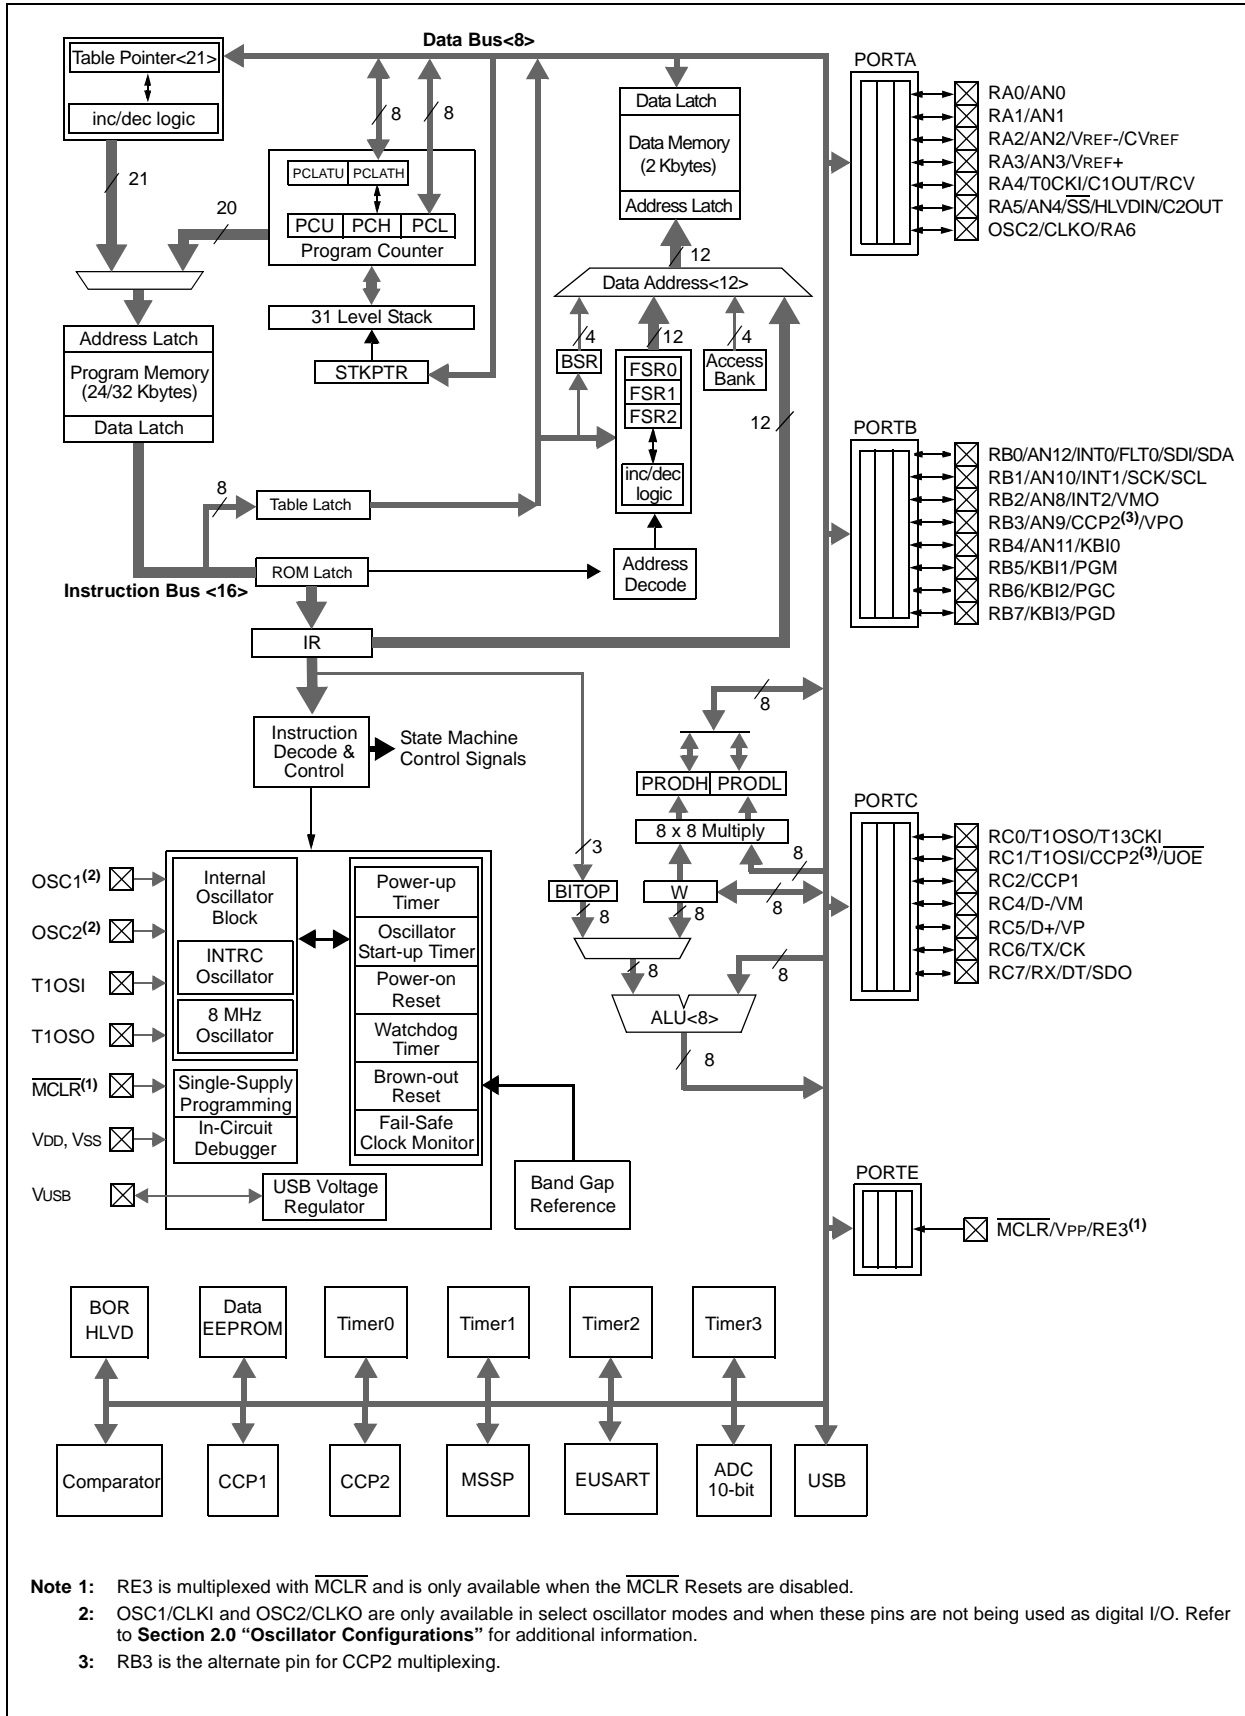 Data Bus<8>
Table Pointer<21>
inc/dec logic
21
20
8
8
PCLATU PCLATH
PCU PCH PCL
Program Counter
31 Level Stack
STKPTR
Address Latch
Program Memory
(24/32 Kbytes)
Data Latch
Data Latch
Data Memory
(2 Kbytes)
Address Latch
12
Data Address<12>
4
12
4
BSR
FSR0
FSR1
FSR2
inc/dec
logic
Access
Bank
12
Address
Decode
8
Table Latch
ROM Latch
Instruction Bus <16>
IR
Instruction
Decode &
Control
State Machine
Control Signals
8
PRODH PRODL
8 x 8 Multiply
3
8
BITOP
W
8
8
8
8
8
ALU<8>
8
OSC1(2)
OSC2(2)
T1OSI
T1OSO
MCLR(1)
VDD, VSS
VUSB
Internal
Oscillator
Block
INTRC
Oscillator
8 MHz
Oscillator
Single-Supply
Programming
In-Circuit
Debugger
USB Voltage
Regulator
Power-up
Timer
Oscillator
Start-up Timer
Power-on
Reset
Watchdog
Timer
Brown-out
Reset
Fail-Safe
Clock Monitor
Band Gap
Reference
PORTA
RA0/AN0
RA1/AN1
RA2/AN2/VREF-/CVREF
RA3/AN3/VREF+
RA4/T0CKI/C1OUT/RCV
RA5/AN4/SS/HLVDIN/C2OUT
OSC2/CLKO/RA6
PORTB
RB0/AN12/INT0/FLT0/SDI/SDA
RB1/AN10/INT1/SCK/SCL
RB2/AN8/INT2/VMO
RB3/AN9/CCP2(3)/VPO
RB4/AN11/KBI0
RB5/KBI1/PGM
RB6/KBI2/PGC
RB7/KBI3/PGD
PORTC
RC0/T1OSO/T13CKI
RC1/T1OSI/CCP2(3)/UOE
RC2/CCP1
RC4/D-/VM
RC5/D+/VP
RC6/TX/CK
RC7/RX/DT/SDO
PORTE
MCLR/VPP/RE3(1)
BOR
HLVD
Data
EEPROM
Timer0
Timer1
Timer2
Timer3
Comparator
CCP1
CCP2
MSSP
EUSART
ADC
10-bit
USB
Note 1: RE3 is multiplexed with MCLR and is only available when the MCLR Resets are disabled.
2: OSC1/CLKI and OSC2/CLKO are only available in select oscillator modes and when these pins are not being used as digital I/O. Refer
to Section 2.0 “Oscillator Configurations” for additional information.
3: RB3 is the alternate pin for CCP2 multiplexing.